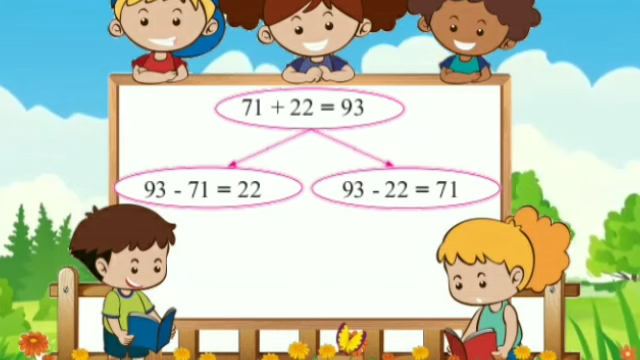 71 + 22 = 93
93 - 71 = 22
93 - 22 = 71